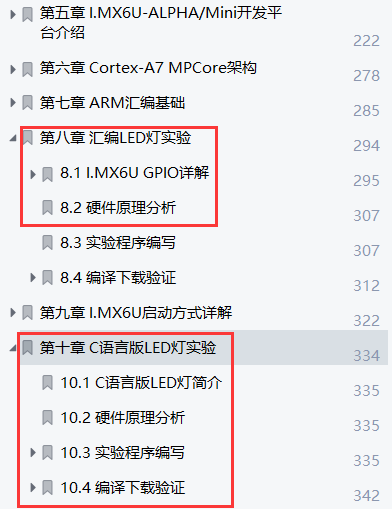 第五章 I.MX6U-ALPHA/Mini开发平
台介绍 222
第六章 Cortex-A7 MPCore架构 278
第七章 ARM汇编基础 285
第八章 汇编LED灯实验 294
8.1 I.MX6U GPIO详解 295
8.2 硬件原理分析 307
8.3 实验程序编写 307
8.4 编译下载验证 312
第九章 I.MX6U启动方式详解 322
第十章 C语言版LED灯实验 334
10.1 C语言版LED灯简介 335
10.2 硬件原理分析 335
10.3 实验程序编写 335
10.4 编译下载验证 342